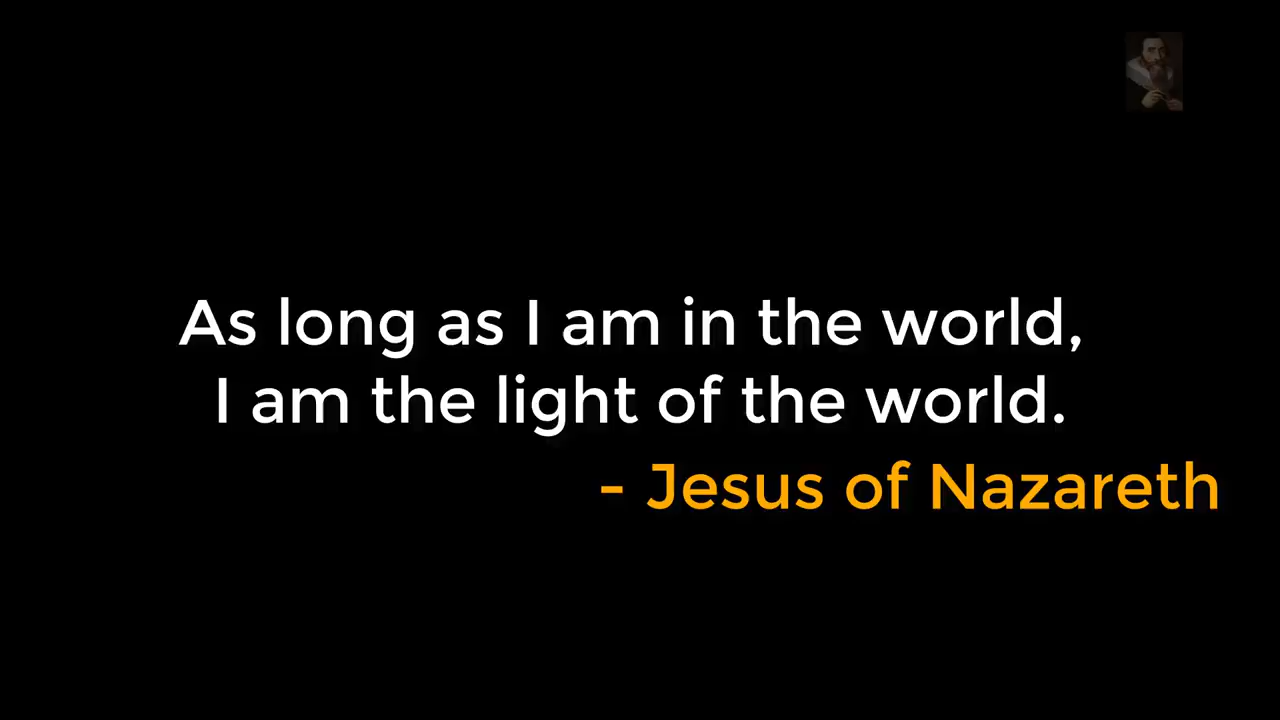 As long as I am in the world,
I am the light of the world.
- Jesus of Nazareth